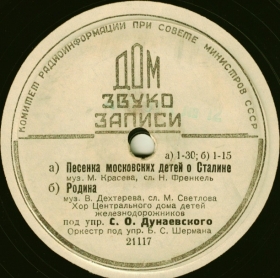 КОМИТЕТ РАДИОИНФОРМАЦИИ ПРИ СОВЕТЕ МИНИСТРОВ СССР
ДОМ
ЗВУКО
ЗАПИСИ
а) 1-30; б) 1-15
а) Песенка московских детей о Сталине
муз. М. Красева, сл. Н. Френкель
б) Родина
муз. В. Дехтерева, сл. М. Светлова
Хор Центрального дома детей
железнодорожников
под упр. С. О. Дунаевского
Оркестр под упр. Б. С. Шермана
21117